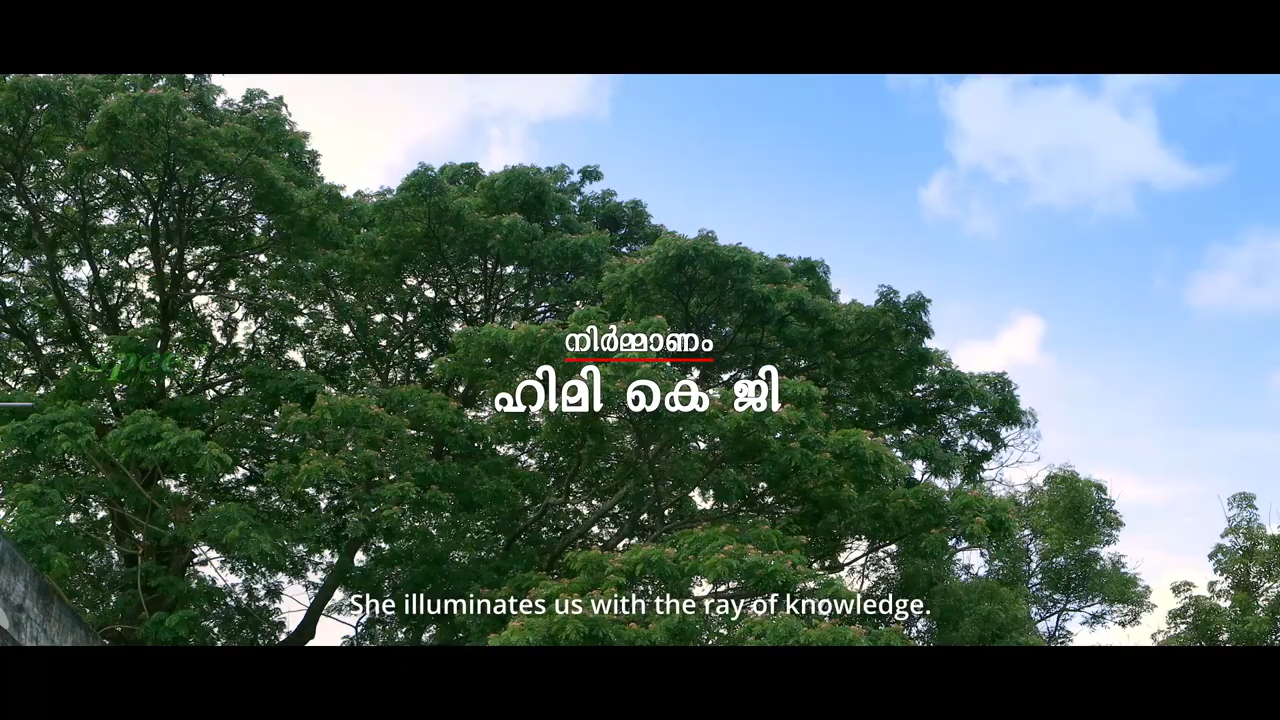 നിർമ്മാണം
ഹിമി കെ ജി
She illuminates us with the ray of knowledge.